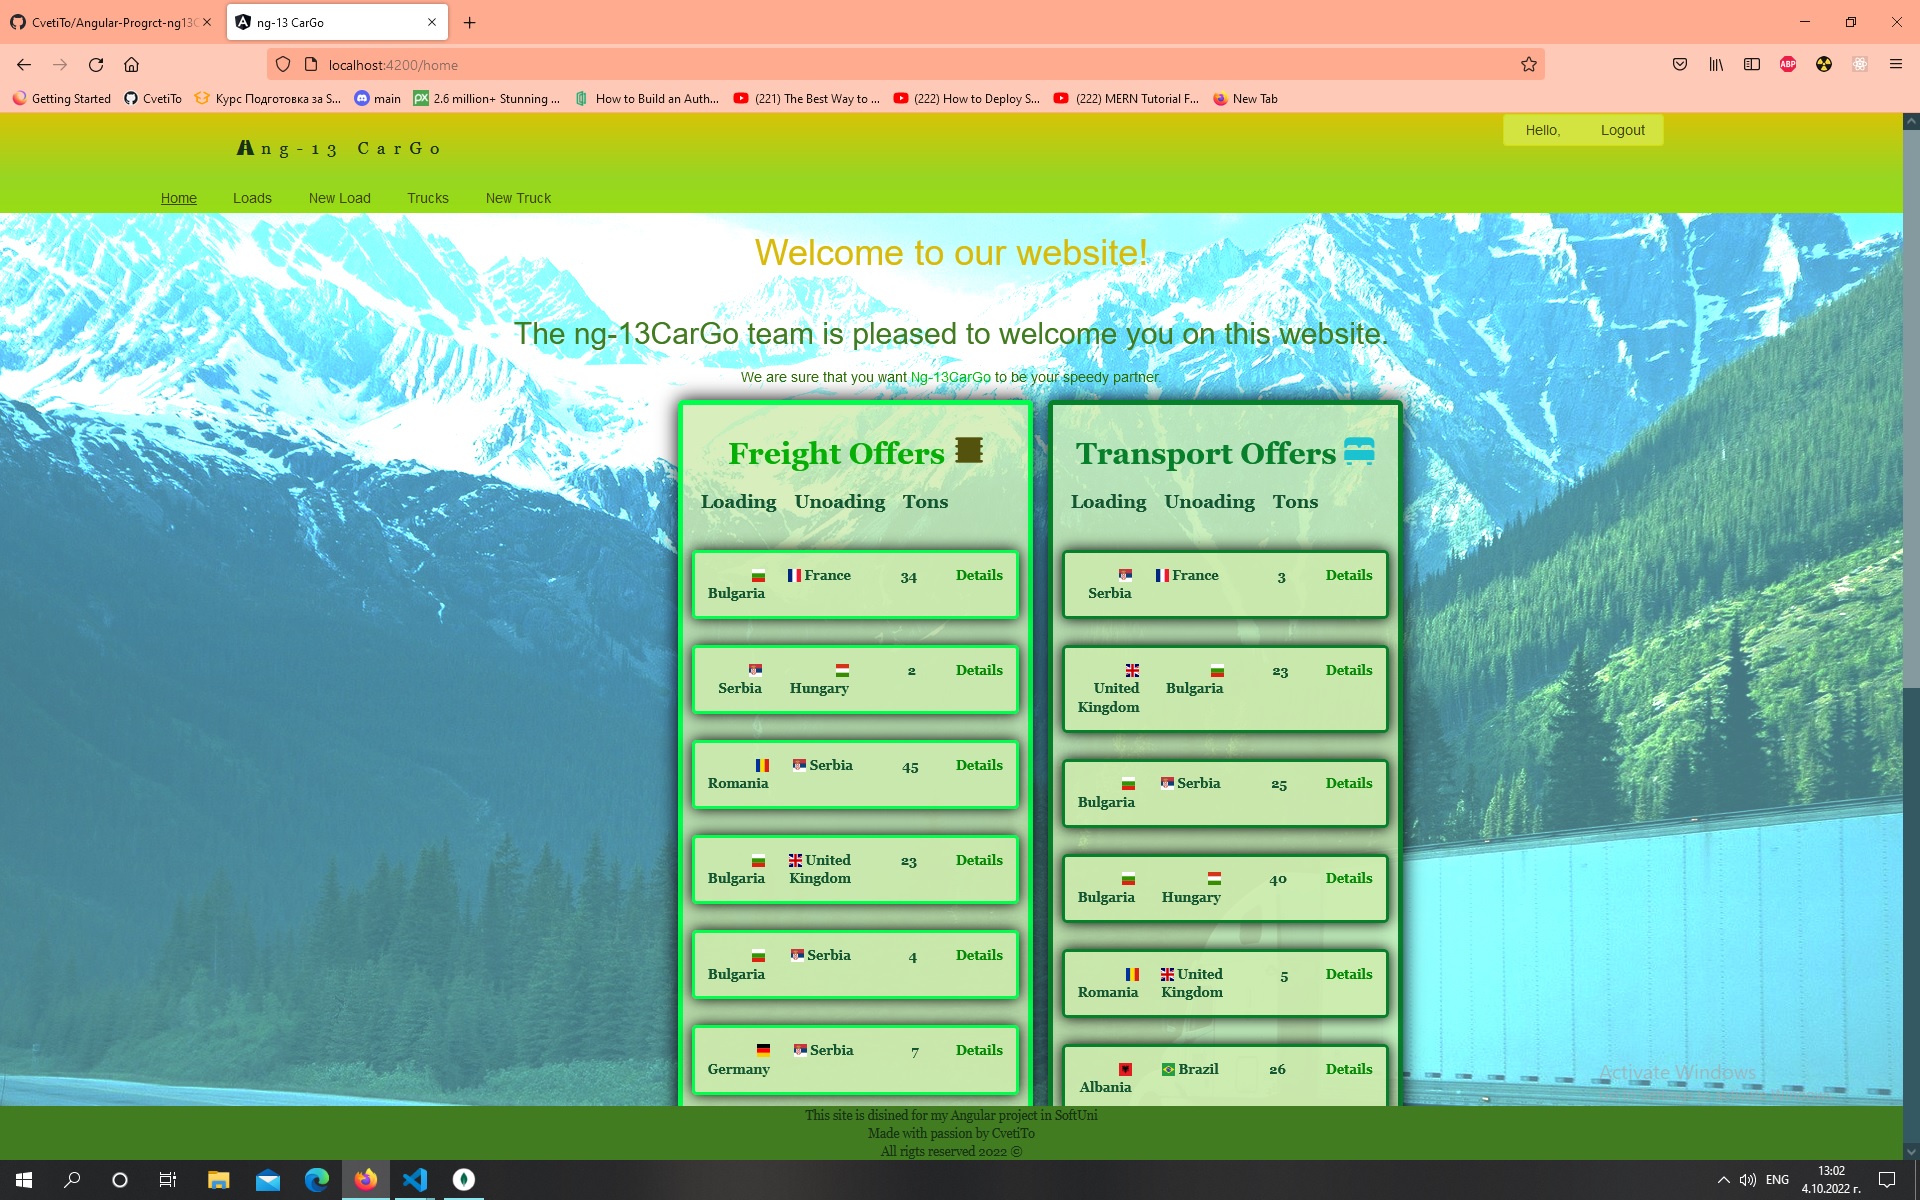 CvetiTo/Angular-Progrct-ng13C
ng-13 CarGo
localhost:4200/home
Getting Started
CvetiTo
Курс Подготовка за S...
main
2.6 million+ Stunning ...
How to Build an Auth...
(221) The Best Way to ...
(222) How to Deploy S...
(222) MERN Tutorial F...
New Tab
ng-13 CarGo
Hello,
Logout
Home
Loads
New Load
Trucks
New Truck
Welcome to our website!
The ng-13CarGo team is pleased to welcome you on this website.
We are sure that you want Ng-13CarGo to be your speedy partner.
Freight Offers
Loading Unoading Tons
Bulgaria France 34 Details
Serbia Hungary 2 Details
Romania Serbia 45 Details
Bulgaria United Kingdom 23 Details
Bulgaria Serbia 4 Details
Germany Serbia 7 Details
Transport Offers
Loading Unoading Tons
Serbia France 3 Details
United Kingdom Bulgaria 23 Details
Bulgaria Serbia 25 Details
Bulgaria Hungary 40 Details
Romania United Kingdom 5 Details
Albania Brazil 26 Details
Activate Windows
This site is disined for my Angular project in SoftUni
Made with passion by CvetiTo
All rigts reserved 2022 ©
ENG
13:02
4.10.2022 г.